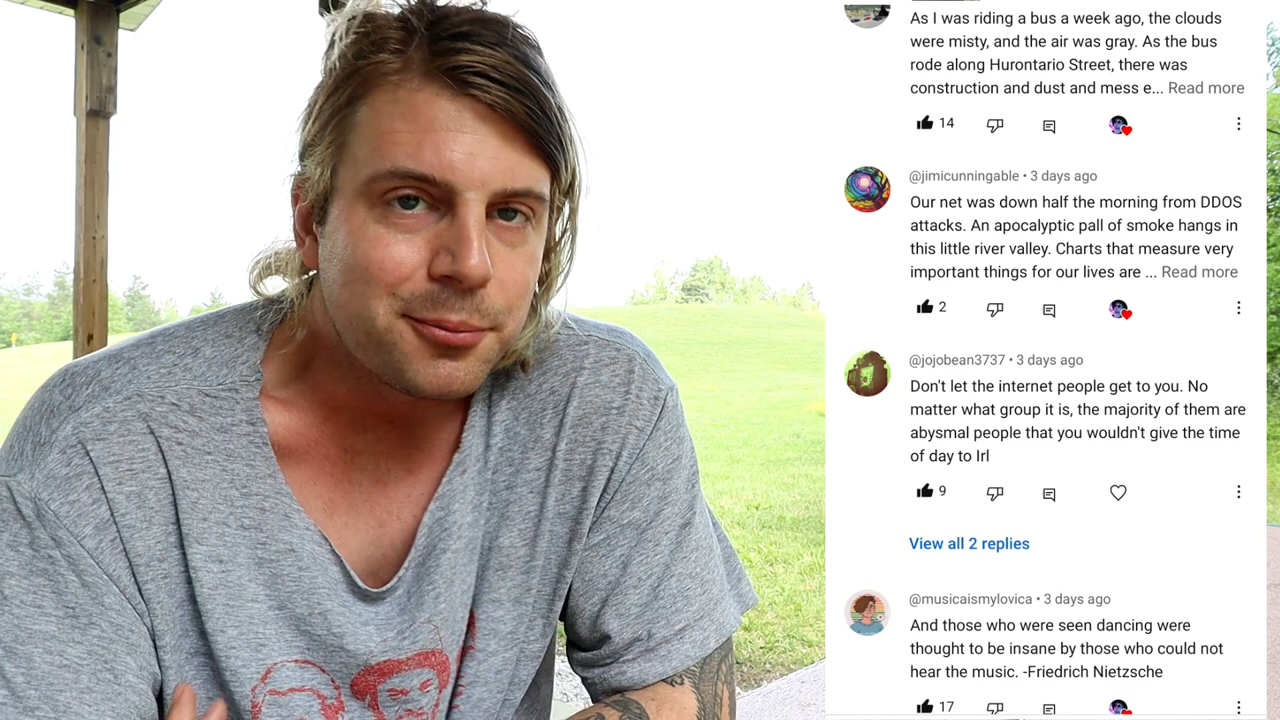 As I was riding a bus a week ago, the clouds
were misty, and the air was gray. As the bus
rode along Hurontario Street, there was
construction and dust and mess e... Read more
14
@jimicunningable • 3 days ago
Our net was down half the morning from DDOS
attacks. An apocalyptic pall of smoke hangs in
this little river valley. Charts that measure very
important things for our lives are ... Read more
2
@jojobean3737 • 3 days ago
Don't let the internet people get to you. No
matter what group it is, the majority of them are
abysmal people that you wouldn't give the time
of day to Irl
9
View all 2 replies
@musicaismylovica • 3 days ago
And those who were seen dancing were
thought to be insane by those who could not
hear the music. -Friedrich Nietzsche
17